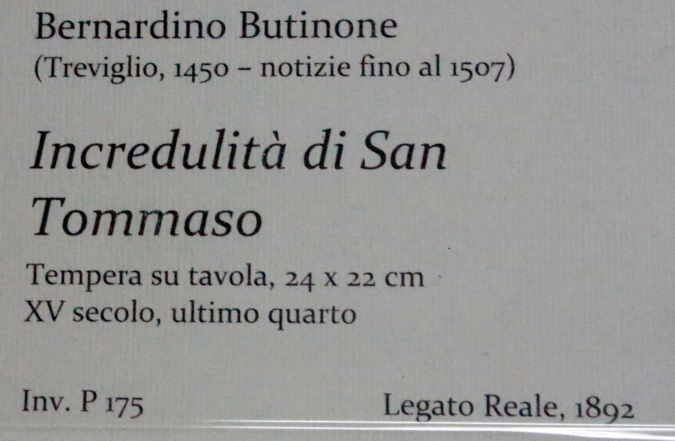 Bernardino Butinone
(Treviglio, 1450 – notizie fino al 1507)
Incredulità di San
Tommaso
Tempera su tavola, 24 x 22 cm
XV secolo, ultimo quarto
Inv. P 175
Legato Reale, 1892